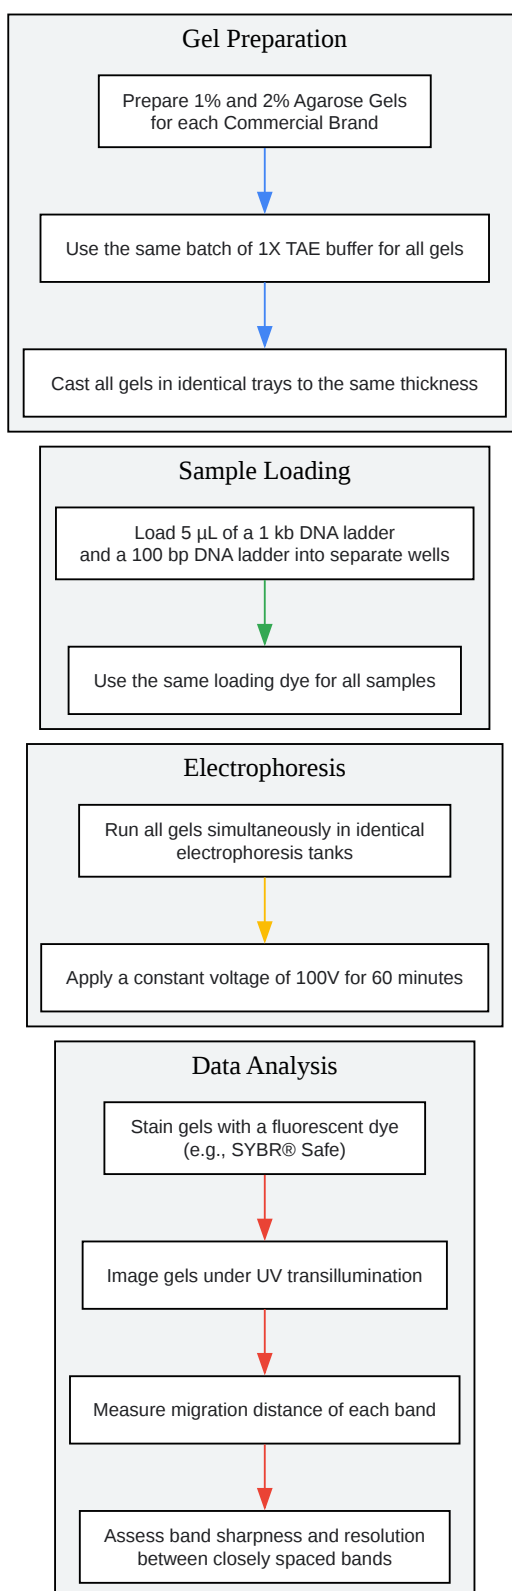 Gel Preparation
Prepare 1% and 2% Agarose Gels
for each Commercial Brand
Use the same batch of 1X TAE buffer for all gels
Cast all gels in identical trays to the same thickness
Sample Loading
Load 5 µL of a 1 kb DNA ladder
and a 100 bp DNA ladder into separate wells
Use the same loading dye for all samples
Electrophoresis
Run all gels simultaneously in identical
electrophoresis tanks
Apply a constant voltage of 100V for 60 minutes
Data Analysis
Stain gels with a fluorescent dye
(e.g., SYBR® Safe)
Image gels under UV transillumination
Measure migration distance of each band
Assess band sharpness and resolution
between closely spaced bands